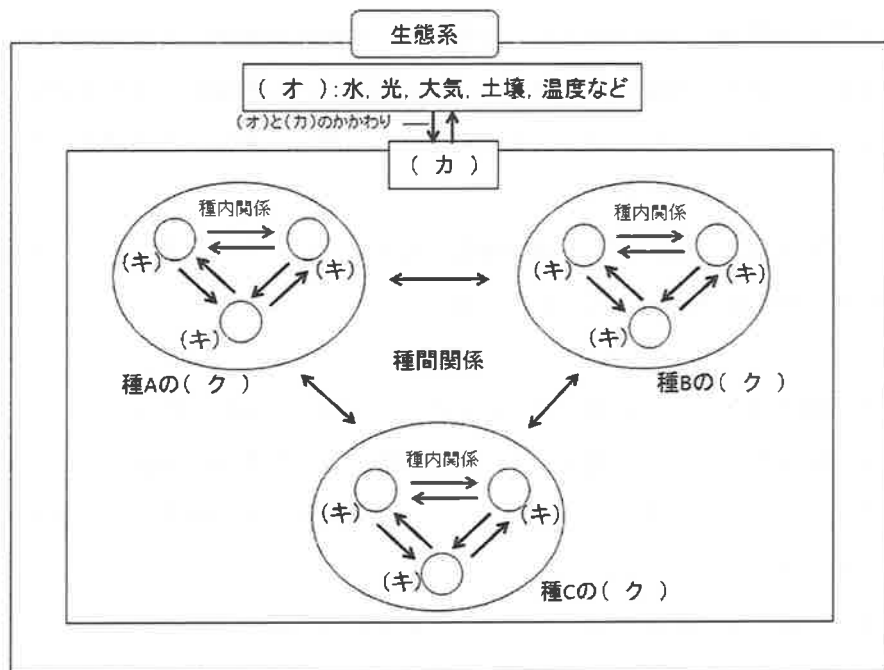 生態系
( オ ):水, 光, 大気, 土壌, 温度など
(オ)と(カ)のかかわり
( カ )
種内関係
(キ)
(キ)
(キ)
種Aの( ク )
種内関係
(キ)
(キ)
(キ)
種Bの( ク )
種間関係
種内関係
(キ)
(キ)
(キ)
種Cの( ク )